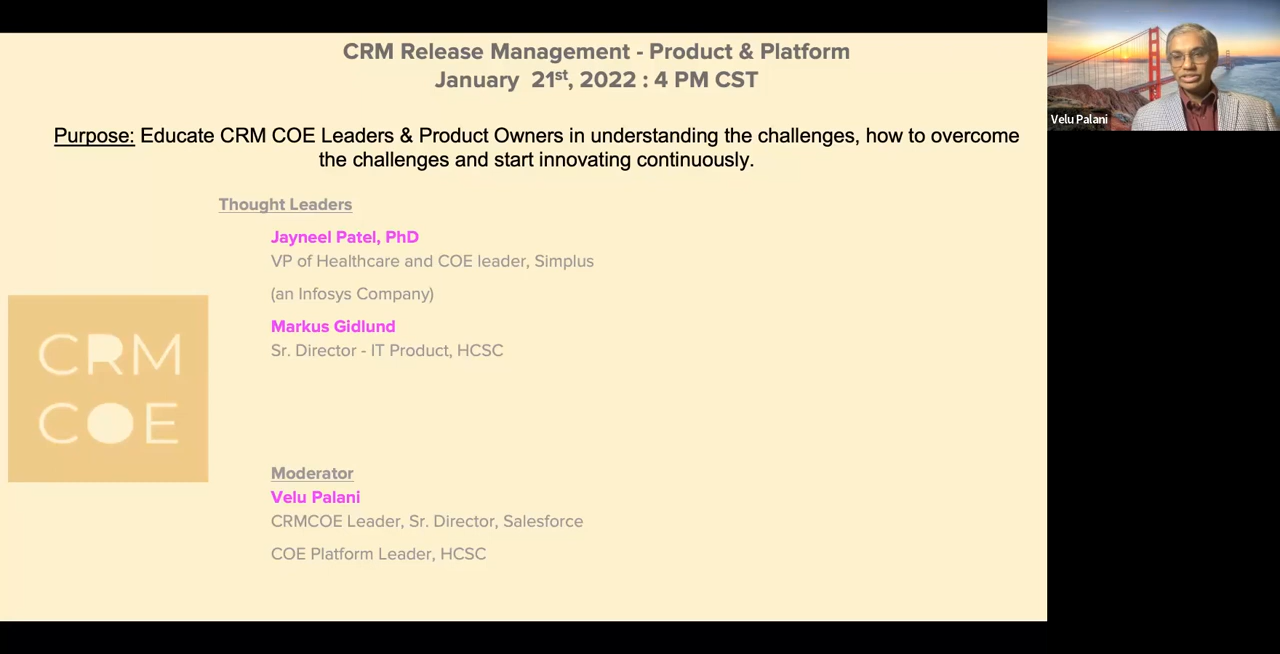 CRM Release Management - Product & Platform
January 21st, 2022 : 4 PM CST
Purpose: Educate CRM COE Leaders & Product Owners in understanding the challenges, how to overcome
the challenges and start innovating continuously.
Thought Leaders
Jayneel Patel, PhD
VP of Healthcare and COE leader, Simplus
(an Infosys Company)
Markus Gidlund
Sr. Director - IT Product, HCSC
CRM
COE
Moderator
Velu Palani
CRMCOE Leader, Sr. Director, Salesforce
COE Platform Leader, HCSC
Velu Palani